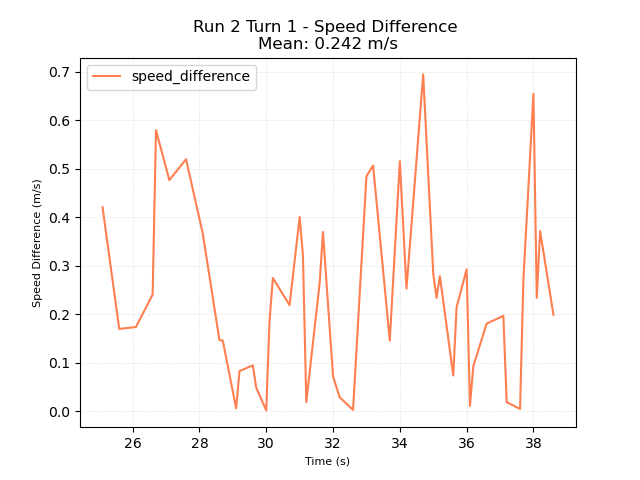 Run 2 Turn 1 - Speed Difference
Mean: 0.242 m/s
speed_difference
0.7
0.6
0.5
0.4
0.3
0.2
0.1
0.0
Speed Difference (m/s)
26 28 30 32 34 36 38
Time (s)